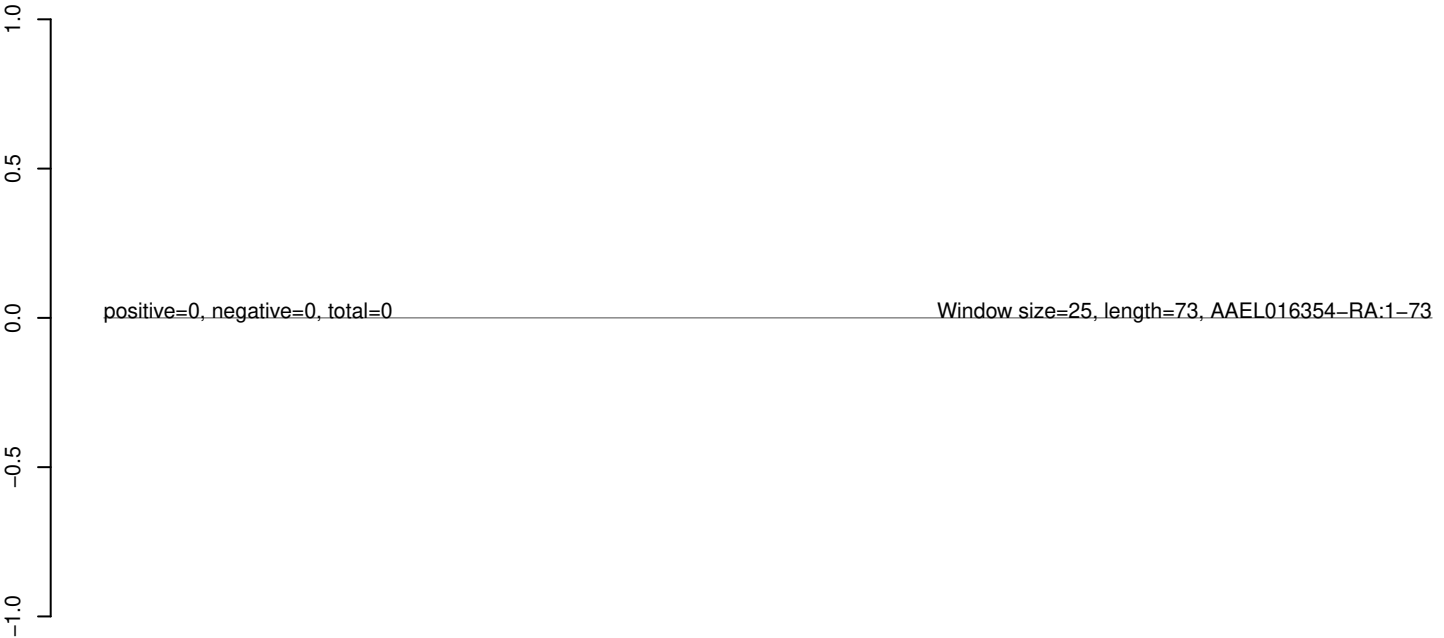 1.0
0.5
0.0
−0.5
−1.0
positive=0, negative=0, total=0
Window size=25, length=73, AAEL016354−RA:1−73